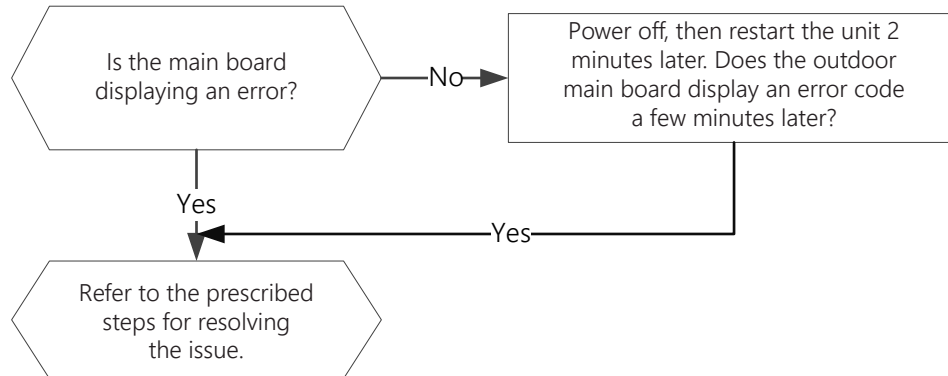 Is the main board
displaying an error?
No
Power off, then restart the unit 2
minutes later. Does the outdoor
main board display an error code
a few minutes later?
Yes
Yes
Refer to the prescribed
steps for resolving
the issue.